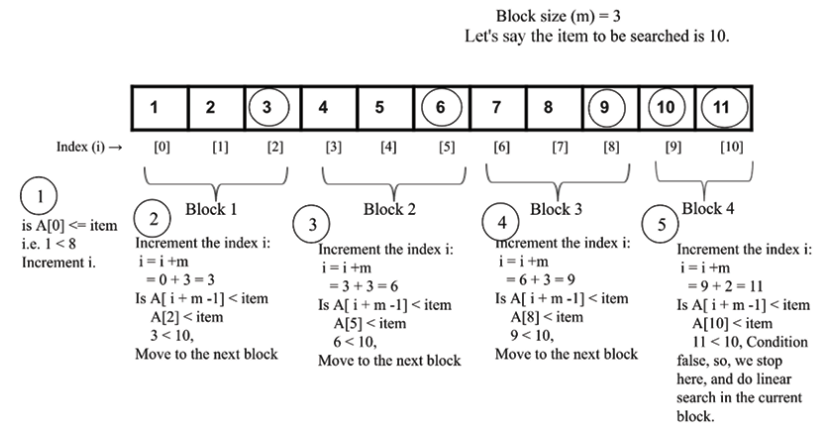 Block size (m) = 3
Let's say the item to be searched is 10.
1 2 3 4 5 6 7 8 9 10 11
Index (i) → [0] [1] [2] [3] [4] [5] [6] [7] [8] [9] [10]
Block 1 Block 2 Block 3 Block 4
1
is A[0] <= item
i.e. 1 < 8
Increment i.
2
Increment the index i:
i = i +m
= 0 + 3 = 3
Is A[ i + m -1] < item
A[2] < item
3 < 10,
Move to the next block
3
Increment the index i:
i = i +m
= 3 + 3 = 6
Is A[ i + m -1] < item
A[5] < item
6 < 10,
Move to the next block
4
Increment the index i:
i = i +m
= 6 + 3 = 9
Is A[ i + m -1] < item
A[8] < item
9 < 10,
Move to the next block
5
Increment the index i:
i = i +m
= 9 + 2 = 11
Is A[ i + m -1] < item
A[10] < item
11 < 10, Condition
false, so, we stop
here, and do linear
search in the current
block.